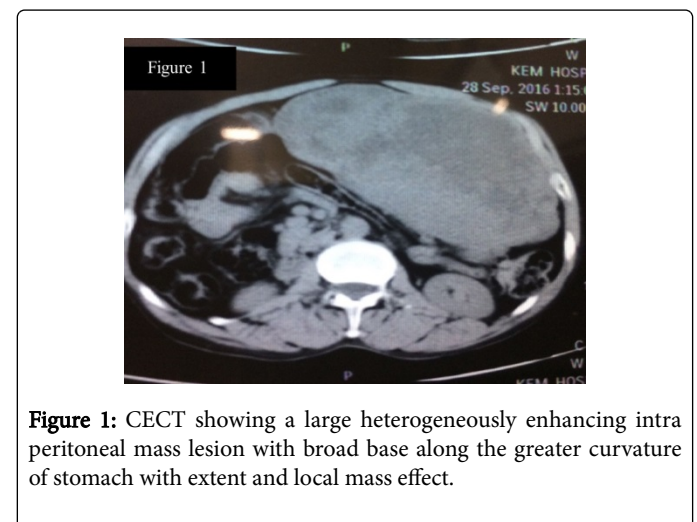 P
Figure 1
W
KEM HOSP
28 Sep, 2016 1:15:
SW 10.00
C
W
P
KEM HOS
Figure 1: CECT showing a large heterogeneously enhancing intra
peritoneal mass lesion with broad base along the greater curvature
of stomach with extent and local mass effect.